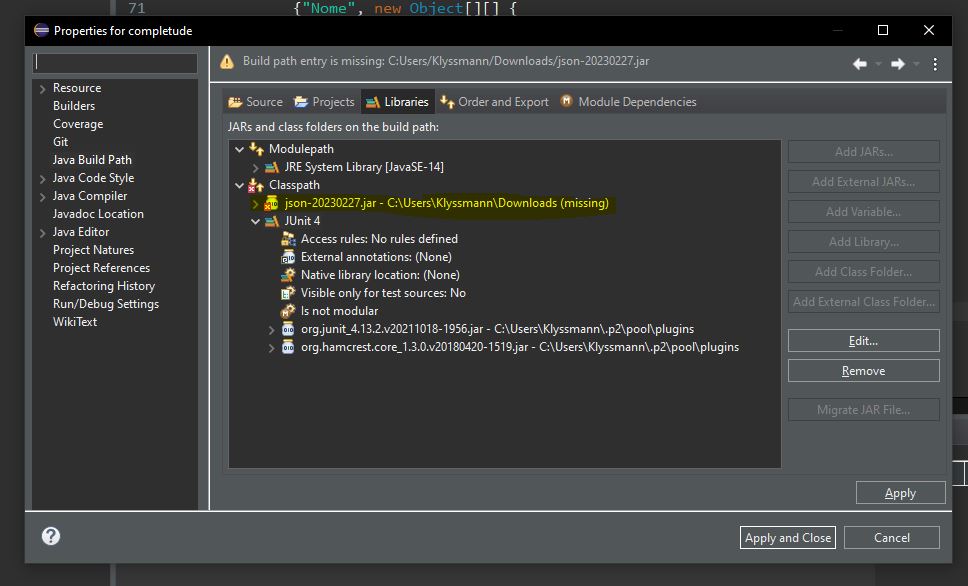 71 {"Nome", new Object[][] {
Properties for completude
Build path entry is missing: C:/Users/Klyssmann/Downloads/json-20230227.jar
Resource
Builders
Coverage
Git
Java Build Path
Java Code Style
Java Compiler
Javadoc Location
Java Editor
Project Natures
Project References
Refactoring History
Run/Debug Settings
WikiText
Source Projects Libraries Order and Export Module Dependencies
JARs and class folders on the build path:
Modulepath
JRE System Library [JavaSE-14]
Classpath
json-20230227.jar - C:\Users\Klyssmann\Downloads (missing)
JUnit 4
Access rules: No rules defined
External annotations: (None)
Native library location: (None)
Visible only for test sources: No
Is not modular
org.junit_4.13.2.v20211018-1956.jar - C:\Users\Klyssmann\.p2\pool\plugins
org.hamcrest.core_1.3.0.v20180420-1519.jar - C:\Users\Klyssmann\.p2\pool\plugins
Add JARs...
Add External JARs...
Add Variable...
Add Library...
Add Class Folder...
Add External Class Folder...
Edit...
Remove
Migrate JAR File...
Apply
?
Apply and Close Cancel